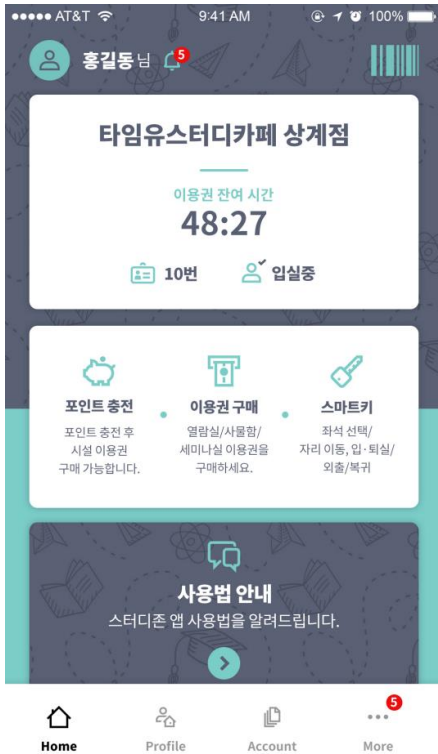 AT&T 9:41 AM 100%
홍길동님 5
타임유스터디카페 상계점
이용권 잔여 시간
48:27
10번 입실중
포인트 충전
포인트 충전 후
시설 이용권
구매 가능합니다.
이용권 구매
열람실/사물함/
세미나실 이용권을
구매하세요.
스마트키
좌석 선택/
자리 이동, 입·퇴실/
외출/복귀
사용법 안내
스터디존 앱 사용법을 알려드립니다.
5
Home Profile Account More